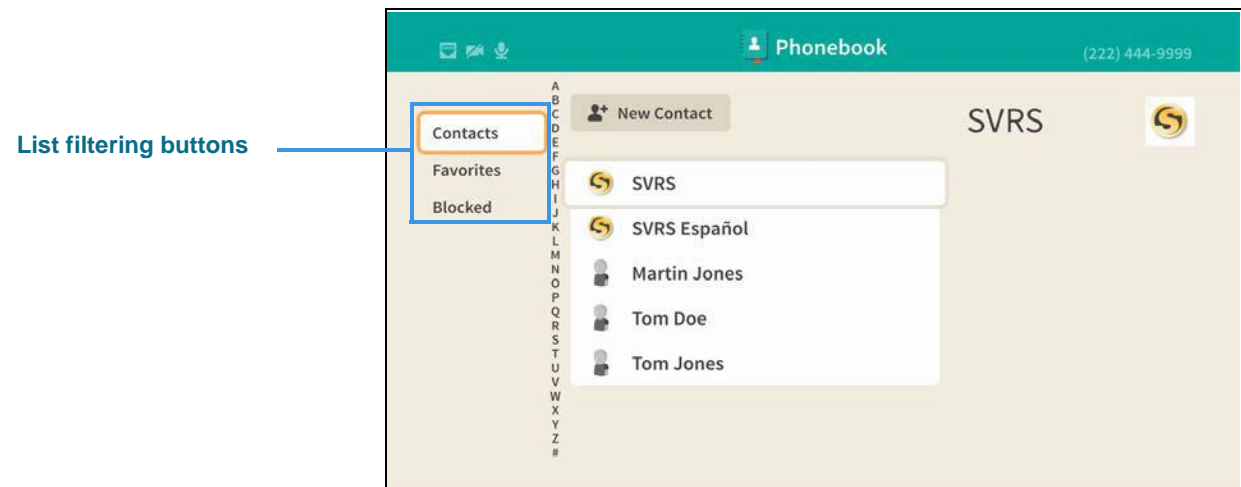 Phonebook
(222) 444-9999
List filtering buttons
Contacts
Favorites
Blocked
A
B
C
D
E
F
G
H
I
J
K
L
M
N
O
P
Q
R
S
T
U
V
W
X
Y
Z
#
New Contact
SVRS
SVRS Español
Martin Jones
Tom Doe
Tom Jones
SVRS